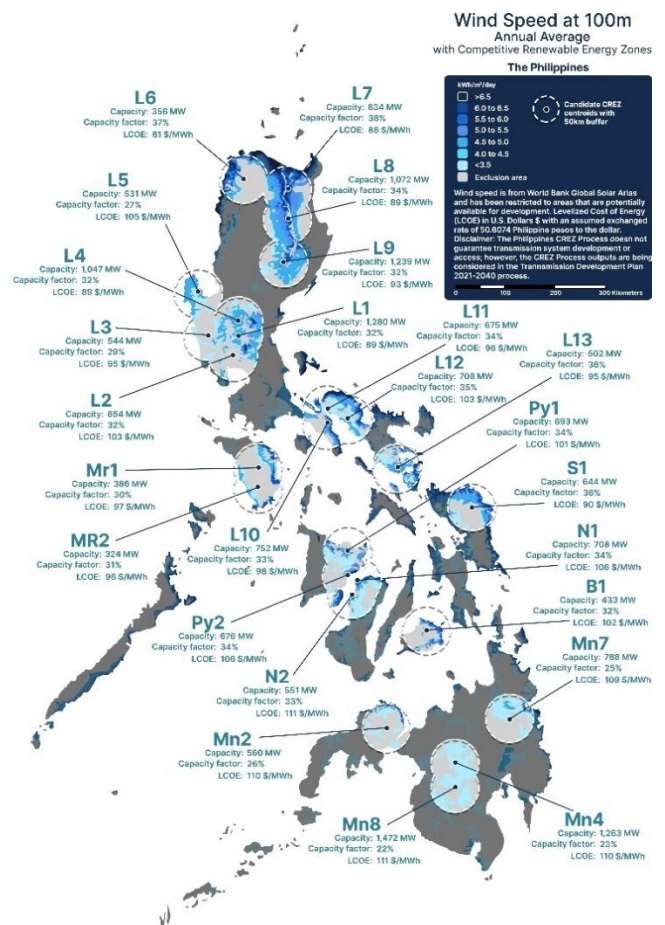 Wind Speed at 100m
Annual Average
with Competitive Renewable Energy Zones
The Philippines
kWh/m²/day
>6.5
6.0 to 6.5
5.5 to 6.0
5.0 to 5.5
4.5 to 5.0
4.0 to 4.5
<3.5
Exclusion area
Candidate CREZ
centroids with
50km buffer
Wind speed is from World Bank Global Solar Arlas
and has been restricted to areas that are potentially
available for development. Levelized Cost of Energy
(LCOE) in U.S. Dollars $ with an assumed exchanged
rate of 50.6074 Philippine pesos to the dollar.
Disclaimer: The Philippines CREZ Process doesn not
guarantee transmission system development or
access; however, the CREZ Process outputs are being
considered in the Trannsmission Development Plan
2021-2040 process.
0 100 200 300 Kilometers
L6
Capacity: 356 MW
Capacity factor: 37%
LCOE: 81 $/MWh
L7
Capacity: 834 MW
Capacity factor: 38%
LCOE: 86 $/MWh
L8
Capacity: 1,072 MW
Capacity factor: 34%
LCOE: 89 $/MWh
L5
Capacity: 531 MW
Capacity factor: 27%
LCOE: 105 $/MWh
L9
Capacity: 1,239 MW
Capacity factor: 32%
LCOE: 93 $/MWh
L4
Capacity: 1,047 MW
Capacity factor: 32%
LCOE: 89 $/MWh
L1
Capacity: 1,280 MW
Capacity factor: 32%
LCOE: 89 $/MWh
L11
Capacity: 675 MW
Capacity factor: 34%
LCOE: 96 $/MWh
L3
Capacity: 544 MW
Capacity factor: 29%
LCOE: 95 $/MWh
L12
Capacity: 708 MW
Capacity factor: 35%
LCOE: 103 $/MWh
L13
Capacity: 502 MW
Capacity factor: 36%
LCOE: 95 $/MWh
L2
Capacity: 654 MW
Capacity factor: 32%
LCOE: 103 $/MWh
Py1
Capacity: 693 MW
Capacity factor: 34%
LCOE: 101 $/MWh
Mr1
Capacity: 386 MW
Capacity factor: 30%
LCOE: 97 $/MWh
S1
Capacity: 644 MW
Capacity factor: 36%
LCOE: 90 $/MWh
MR2
Capacity: 324 MW
Capacity factor: 31%
LCOE: 96 $/MWh
L10
Capacity: 752 MW
Capacity factor: 33%
LCOE: 98 $/MWh
N1
Capacity: 708 MW
Capacity factor: 34%
LCOE: 106 $/MWh
B1
Capacity: 433 MW
Capacity factor: 32%
LCOE: 102 $/MWh
Py2
Capacity: 676 MW
Capacity factor: 34%
LCOE: 106 $/MWh
N2
Capacity: 551 MW
Capacity factor: 33%
LCOE: 111 $/MWh
Mn7
Capacity: 788 MW
Capacity factor: 25%
LCOE: 109 $/MWh
Mn2
Capacity: 560 MW
Capacity factor: 26%
LCOE: 110 $/MWh
Mn8
Capacity: 1,472 MW
Capacity factor: 22%
LCOE: 111 $/MWh
Mn4
Capacity: 1,263 MW
Capacity factor: 23%
LCOE: 110 $/MWh